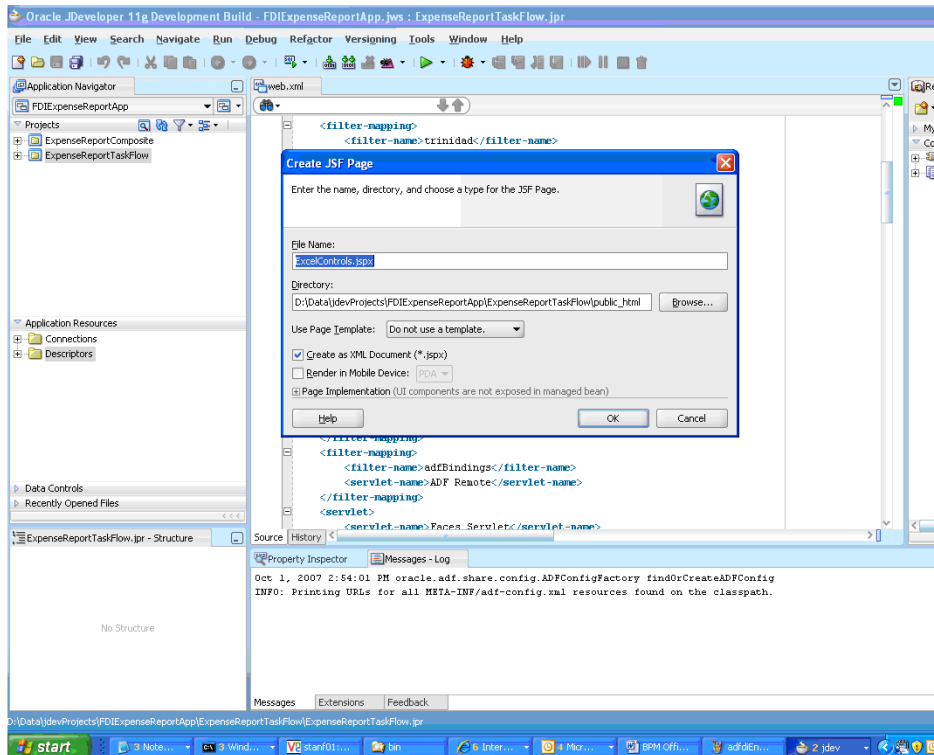 Oracle JDeveloper 11g Development Build - FDIExpenseReportApp.jws : ExpenseReportTaskFlow.jpr
File Edit View Search Navigate Run Debug Refactor Versioning Tools Window Help
Application Navigator
web.xml
FDIExpenseReportApp
Projects
ExpenseReportComposite
ExpenseReportTaskFlow
<filter-mapping>
<filter-name>trinidad</filter-name>
Create JSF Page
Enter the name, directory, and choose a type for the JSF Page.
File Name:
ExcelControls.jspx
Directory:
D:\Data\jdevProjects\FDIExpenseReportApp\ExpenseReportTaskFlow\public_html
Browse...
Use Page Template: Do not use a template.
Create as XML Document (*.jspx)
Render in Mobile Device: PDA
Page Implementation (UI components are not exposed in managed bean)
Help
OK
Cancel
Application Resources
Connections
Descriptors
Data Controls
Recently Opened Files
</filter-mapping>
<filter-mapping>
<filter-name>adfBindings</filter-name>
<servlet-name>ADF Remote</servlet-name>
</filter-mapping>
<servlet>
<servlet-name>Faces Servlet</servlet-name>
Source History
ExpenseReportTaskFlow.jpr - Structure
No Structure
Property Inspector
Messages - Log
Oct 1, 2007 2:54:01 PM oracle.adf.share.config.ADFConfigFactory findOrCreateADFConfig
INFO: Printing URLs for all META-INF/adf-config.xml resources found on the classpath.
Messages Extensions Feedback
D:\Data\jdevProjects\FDIExpenseReportApp\ExpenseReportTaskFlow\ExpenseReportTaskFlow.jpr
start
3 Note...
3 Wind...
stanf01:...
bin
6 Inter...
4 Micr...
BPM Offi...
adfdiEn...
2 jdev